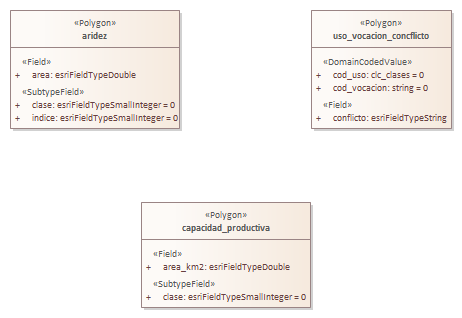 «Polygon»
aridez
«Field»
+ area: esriFieldTypeDouble
«SubtypeField»
+ clase: esriFieldTypeSmallInteger = 0
+ indice: esriFieldTypeSmallInteger = 0
«Polygon»
uso_vocacion_concflicto
«DomainCodedValue»
+ cod_uso: clc_clases = 0
+ cod_vocacion: string = 0
«Field»
+ conflicto: esriFieldTypeString
«Polygon»
capacidad_productiva
«Field»
+ area_km2: esriFieldTypeDouble
«SubtypeField»
+ clase: esriFieldTypeSmallInteger = 0